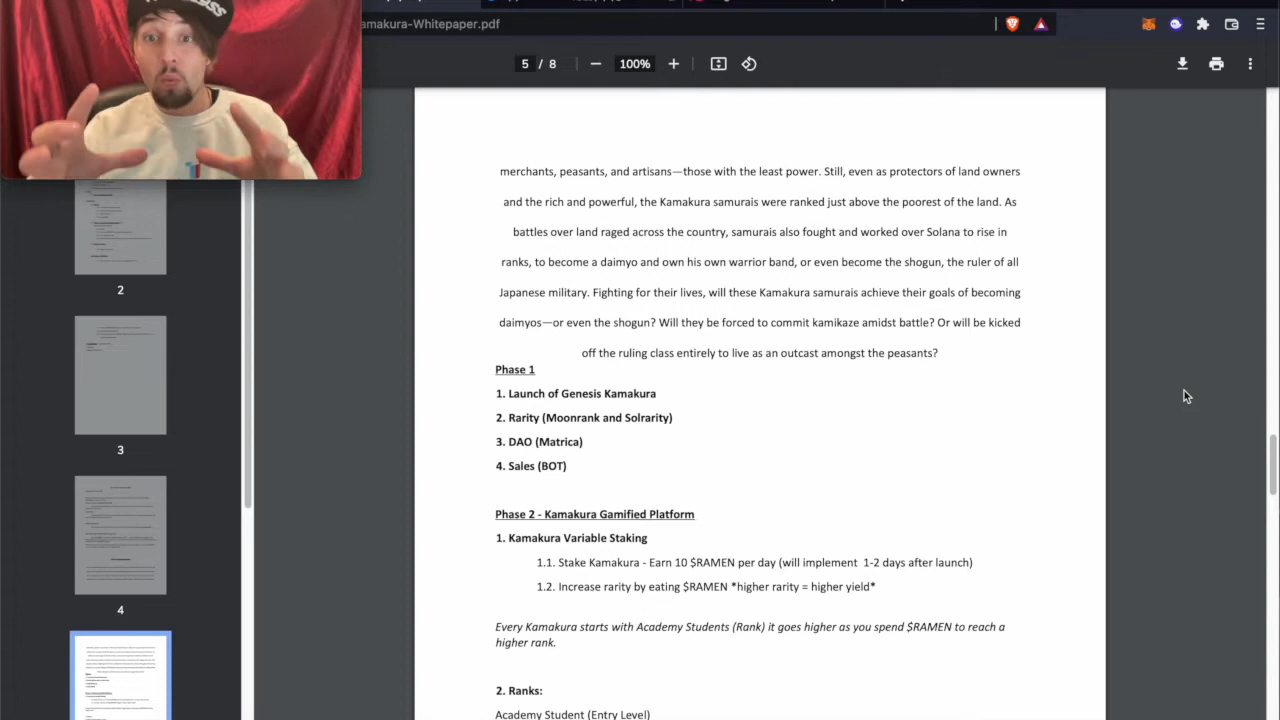 amakura-Whitepaper.pdf
5 / 8
100%
merchants, peasants, and artisans—those with the least power. Still, even as protectors of land owners
and the rich and powerful, the Kamakura samurais were ranked just above the poorest of the land. As
battles over land raged across the country, samurais also fought and worked over Solana to rise in
ranks, to become a daimyo and own his own warrior band, or even become the shogun, the ruler of all
Japanese military. Fighting for their lives, will these Kamakura samurais achieve their goals of becoming
daimyos—or even the shogun? Will they be forced to commit kamikaze amidst battle? Or will be kicked
off the ruling class entirely to live as an outcast amongst the peasants?
Phase 1
1. Launch of Genesis Kamakura
2. Rarity (Moonrank and Solrarity)
3. DAO (Matrica)
4. Sales (BOT)
Phase 2 - Kamakura Gamified Platform
1. Kamakura Variable Staking
1.1. Stake Kamakura - Earn 10 $RAMEN per day (will implement 1-2 days after launch)
1.2. Increase rarity by eating $RAMEN *higher rarity = higher yield*
Every Kamakura starts with Academy Students (Rank) it goes higher as you spend $RAMEN to reach a
higher rank.
2. Ranks:
Academy Student (Entry Level)
2
3
4